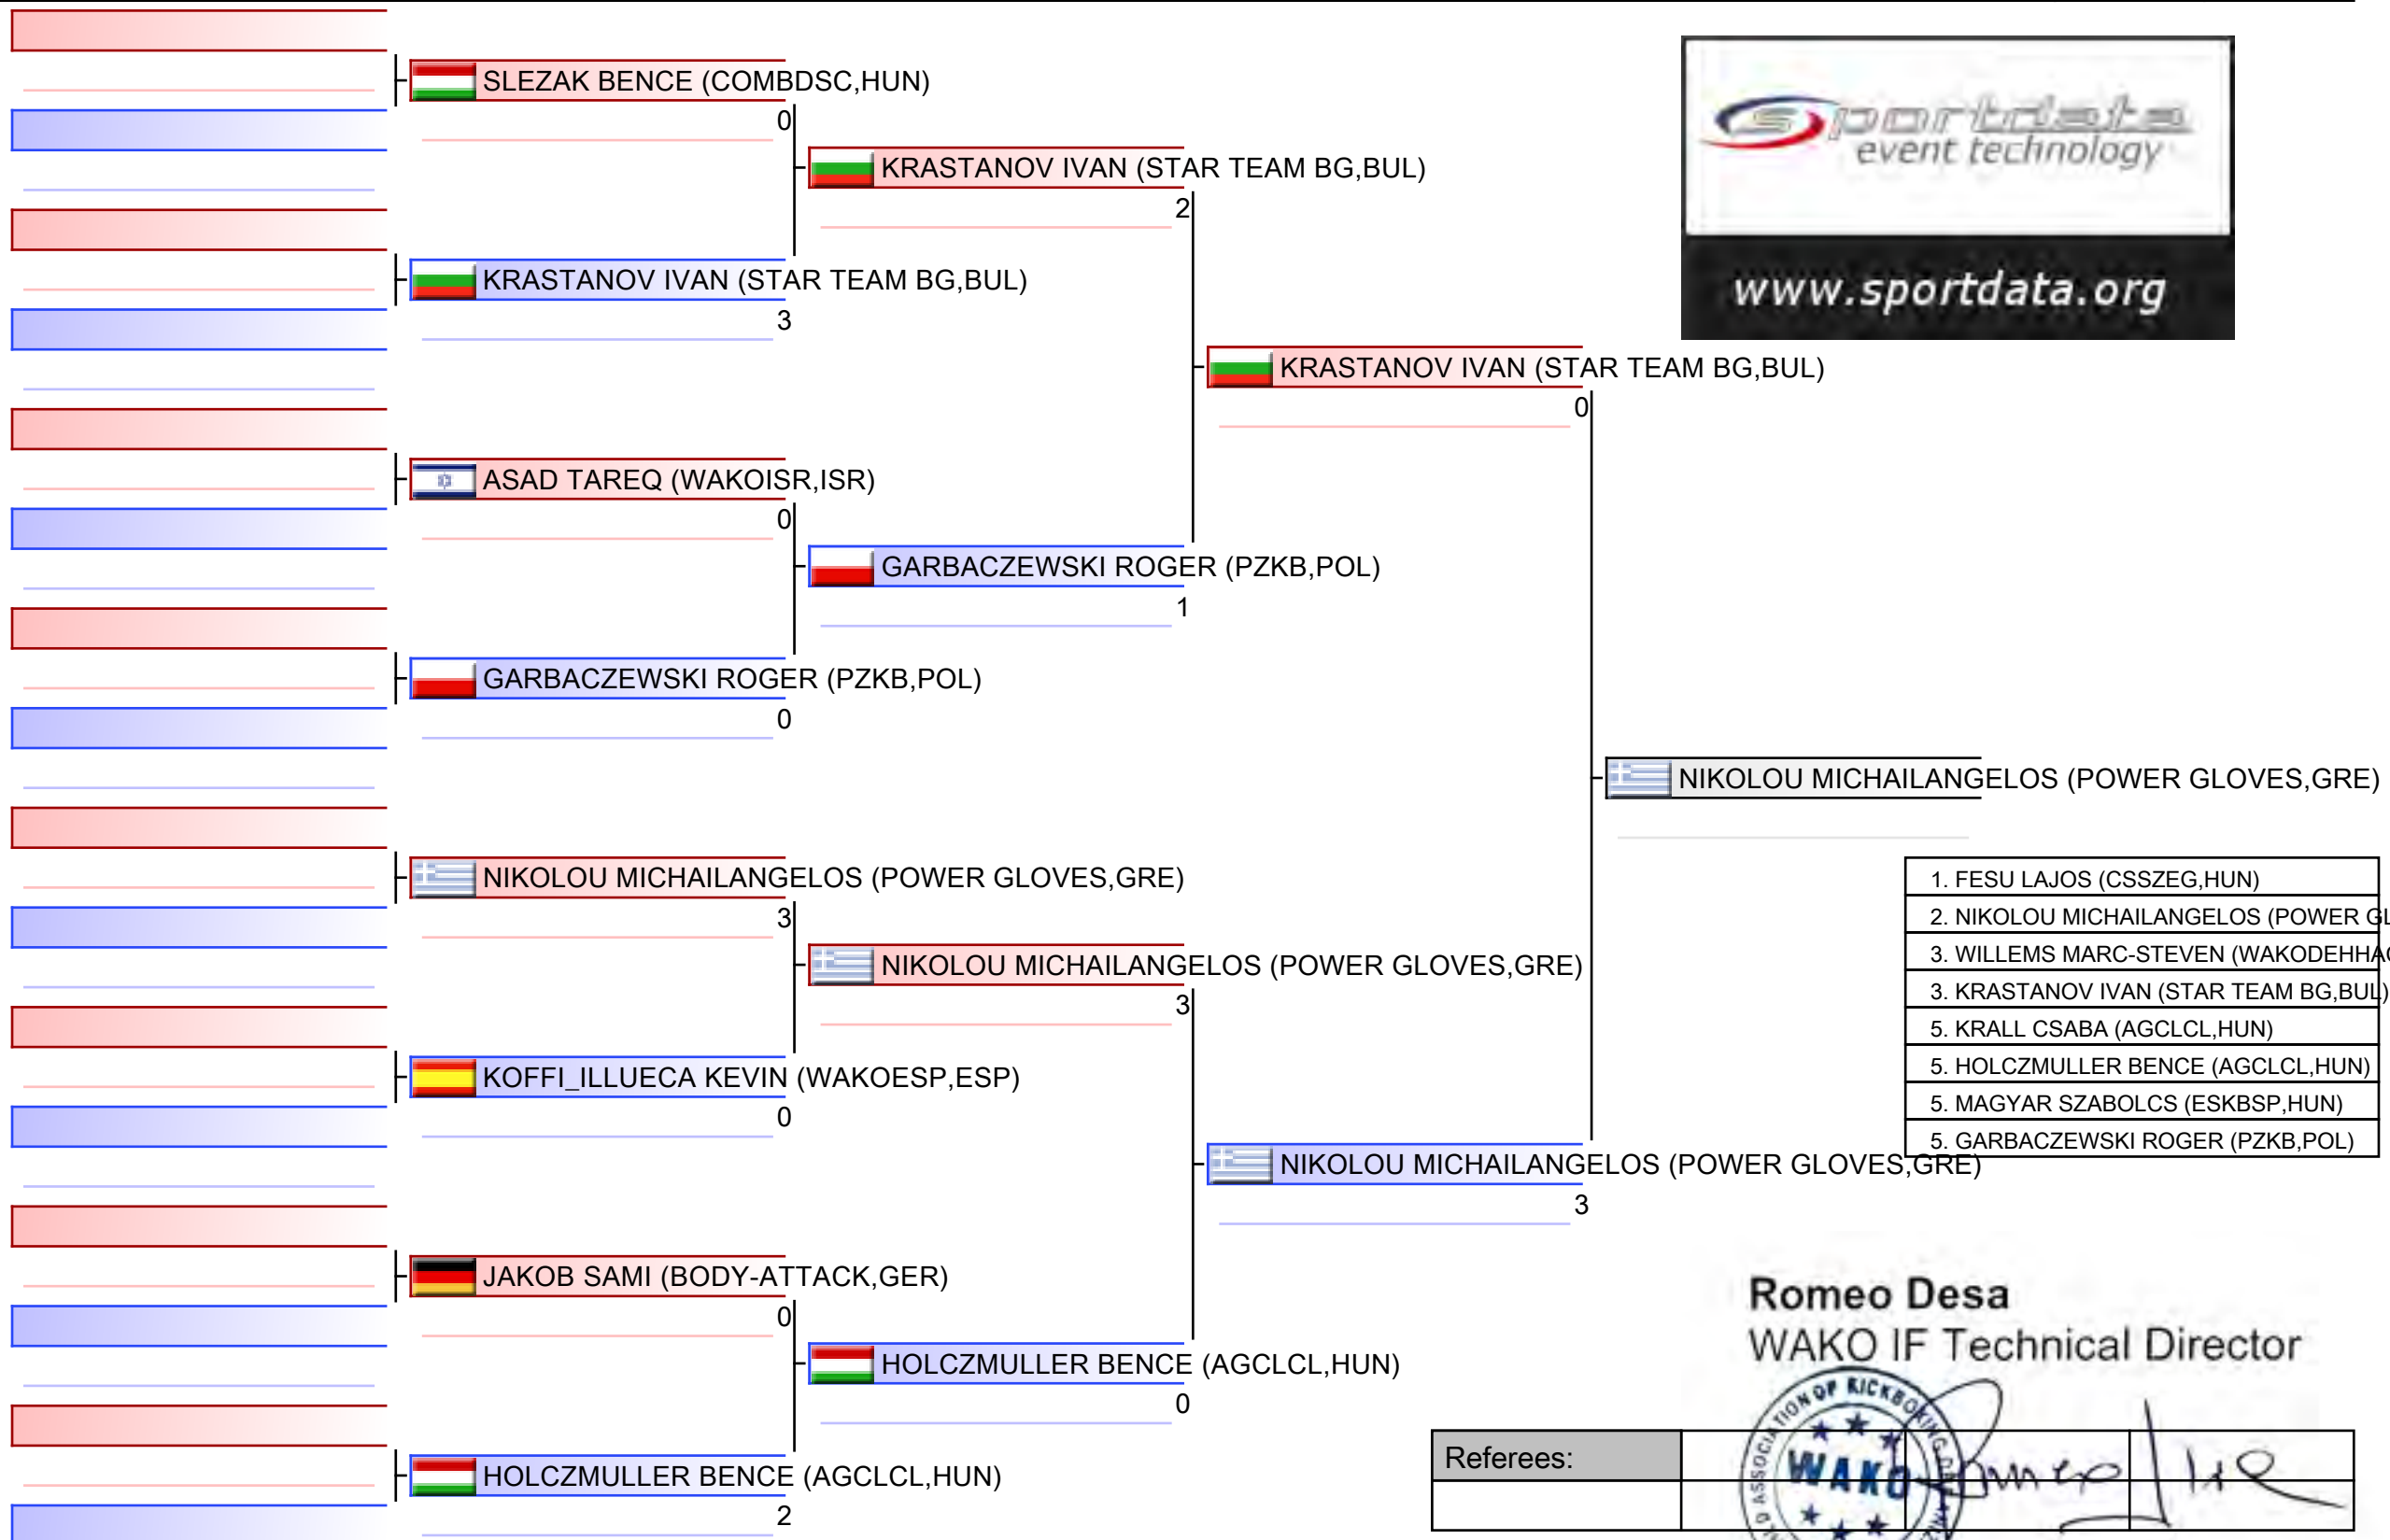 SLEZAK BENCE (COMBDSC,HUN)
0
KRASTANOV IVAN (STAR TEAM BG,BUL)
3
ASAD TAREQ (WAKOISR,ISR)
0
GARBACZEWSKI ROGER (PZKB,POL)
0
NIKOLOU MICHAILANGELOS (POWER GLOVES,GRE)
3
KOFFI_ILLUECA KEVIN (WAKOESP,ESP)
0
JAKOB SAMI (BODY-ATTACK,GER)
0
HOLCZMULLER BENCE (AGCLCL,HUN)
2
KRASTANOV IVAN (STAR TEAM BG,BUL)
2
GARBACZEWSKI ROGER (PZKB,POL)
1
NIKOLOU MICHAILANGELOS (POWER GLOVES,GRE)
3
HOLCZMULLER BENCE (AGCLCL,HUN)
0
KRASTANOV IVAN (STAR TEAM BG,BUL)
0
NIKOLOU MICHAILANGELOS (POWER GLOVES,GRE)
3
NIKOLOU MICHAILANGELOS (POWER GLOVES,GRE)
sportdata
event technology
www.sportdata.org
1. FESU LAJOS (CSSZEG,HUN)
2. NIKOLOU MICHAILANGELOS (POWER GL
3. WILLEMS MARC-STEVEN (WAKODEHHA
3. KRASTANOV IVAN (STAR TEAM BG,BUL)
5. KRALL CSABA (AGCLCL,HUN)
5. HOLCZMULLER BENCE (AGCLCL,HUN)
5. MAGYAR SZABOLCS (ESKBSP,HUN)
5. GARBACZEWSKI ROGER (PZKB,POL)
Romeo Desa
WAKO IF Technical Director
Referees:
ASSOCIATION OF KICKBOXING
WAKO